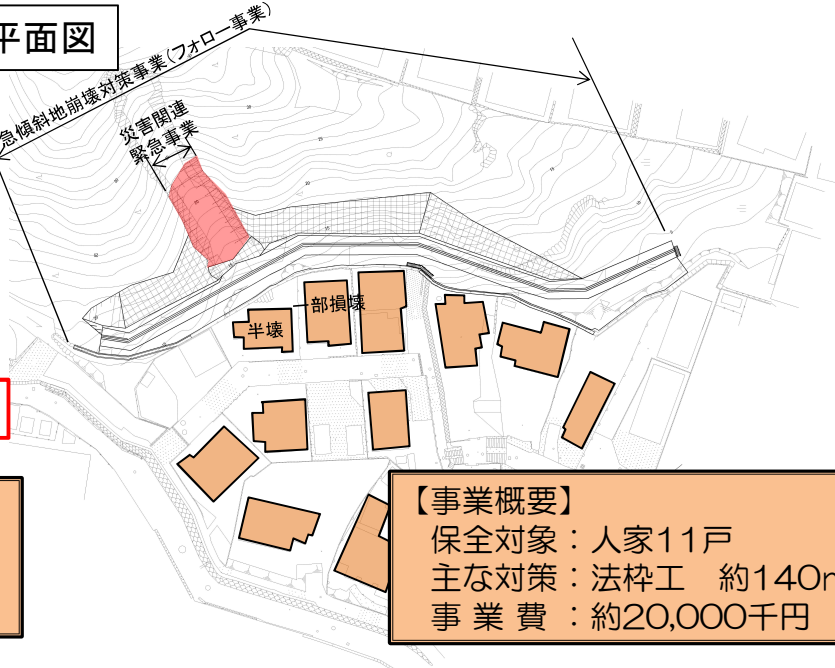 平面図
急傾斜地崩壊対策事業(フォロー事業)
災害関連
緊急事業
一部損壊
半壊
【事業概要】
保全対象：人家11戸
主な対策：法枠工　約140m
事 業 費 ：約20,000千円